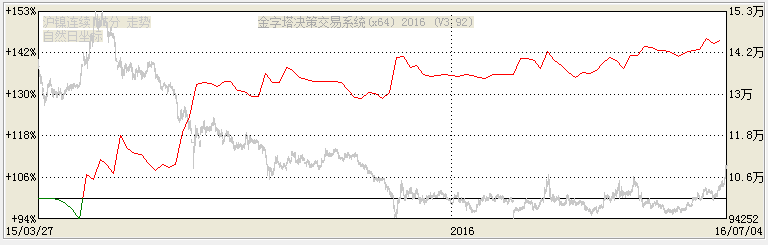 +153%
沪银连续 分 走势
金字塔决策交易系统(x64) 2016 (V3.92)
15.3万
自然日坐标
+142%
14.2万
+130%
13万
+118%
11.8万
+106%
10.6万
+94%
94252
15/03/27
2016
16/07/04